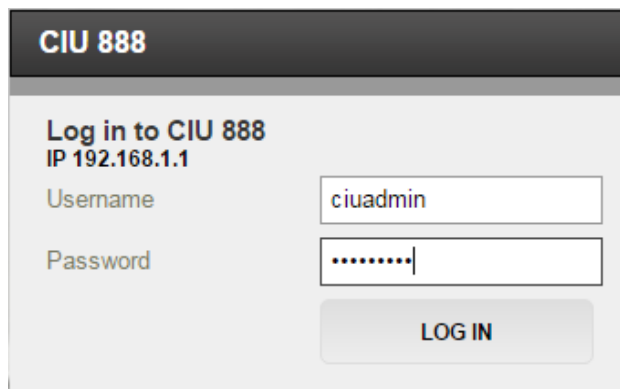 CIU 888
Log in to CIU 888
IP 192.168.1.1
Username ciuadmin
Password •••••••••
LOG IN